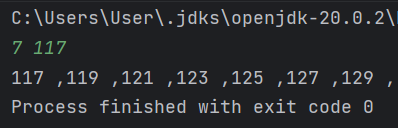 C:\Users\User\.jdks\openjdk-20.0.2\
7 117
117 ,119 ,121 ,123 ,125 ,127 ,129 ,
Process finished with exit code 0